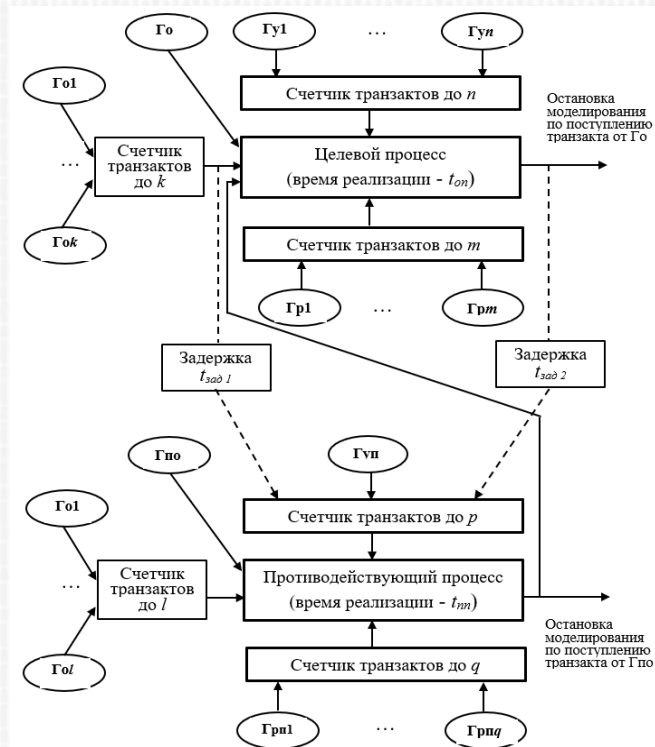 Го
Гу1
…
Гуn
Го1
Счетчик транзактов до n
Остановка
моделирования
по поступлению
транзакта от Го
…
Счетчик
транзактов
до k
Целевой процесс
(время реализации - tоп)
Гоk
Счетчик транзактов до m
Гр1
…
Грm
Задержка
tзад 1
Задержка
tзад 2
Гпо
Гуп
Го1
Счетчик транзактов до p
…
Счетчик
транзактов
до l
Противодействующий процесс
(время реализации - tпп)
Гоl
Остановка
моделирования
по поступлению
транзакта от Гпо
Счетчик транзактов до q
Грп1
…
Грпq